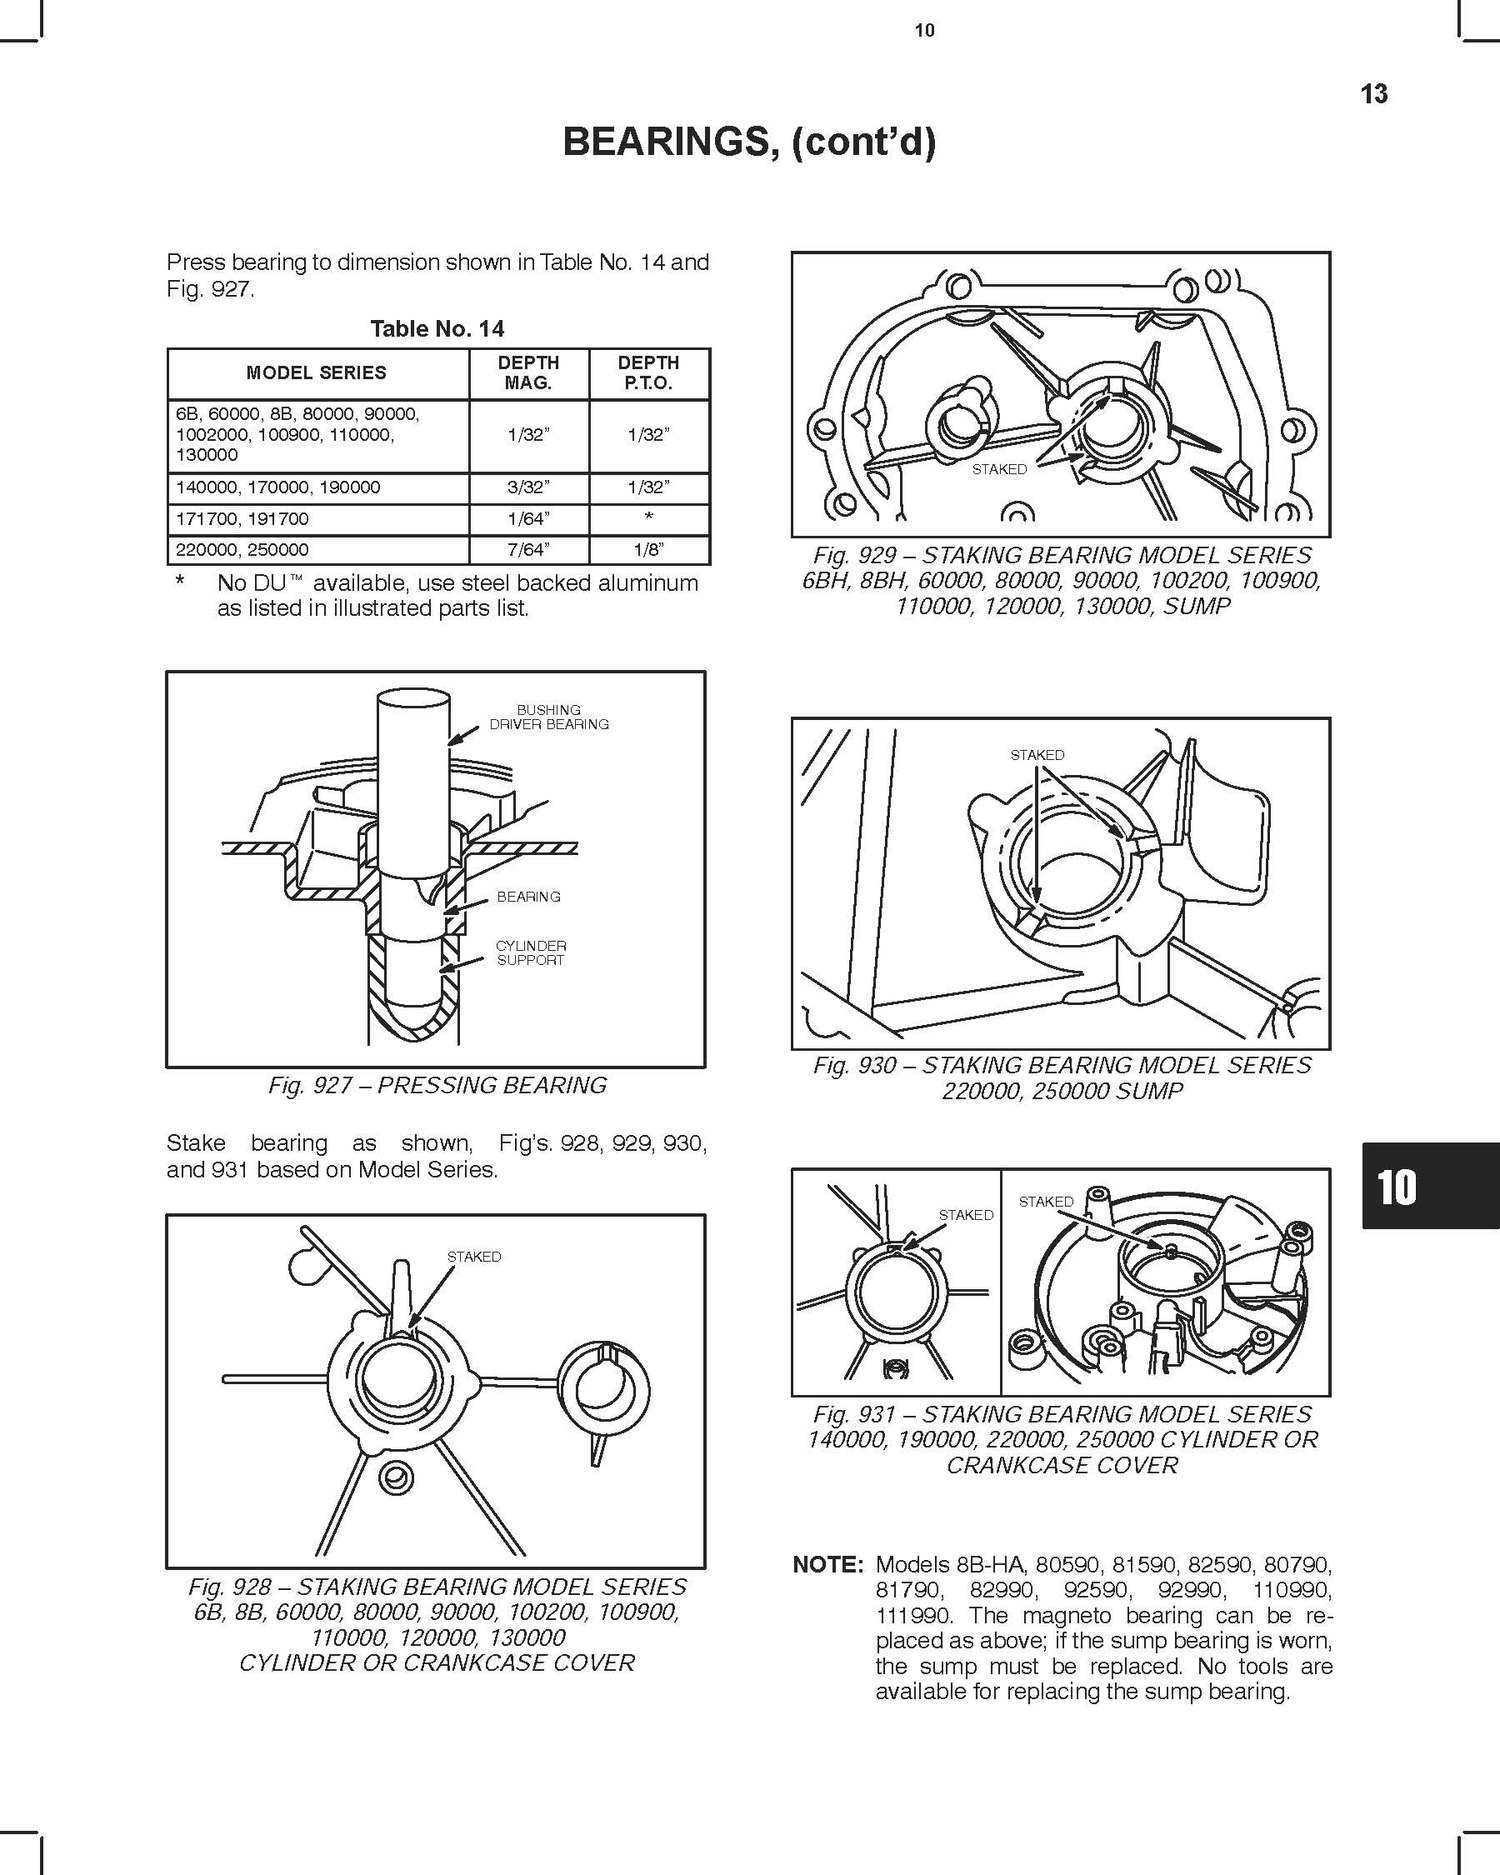 10
13
BEARINGS, (cont’d)
Press bearing to dimension shown in Table No. 14 and
Fig. 927.
Table No. 14
MODEL SERIES DEPTH MAG. DEPTH P.T.O.
6B, 60000, 8B, 80000, 90000,
1002000, 100900, 110000, 1/32” 1/32”
130000
140000, 170000, 190000 3/32” 1/32”
171700, 191700 1/64” *
220000, 250000 7/64” 1/8”
* No DU™ available, use steel backed aluminum
as listed in illustrated parts list.
BUSHING
DRIVER BEARING
BEARING
CYLINDER
SUPPORT
Fig. 927 – PRESSING BEARING
Stake bearing as shown, Fig’s. 928, 929, 930,
and 931 based on Model Series.
STAKED
Fig. 928 – STAKING BEARING MODEL SERIES
6B, 8B, 60000, 80000, 90000, 100200, 100900,
110000, 120000, 130000
CYLINDER OR CRANKCASE COVER
STAKED
Fig. 929 – STAKING BEARING MODEL SERIES
6BH, 8BH, 60000, 80000, 90000, 100200, 100900,
110000, 120000, 130000, SUMP
STAKED
Fig. 930 – STAKING BEARING MODEL SERIES
220000, 250000 SUMP
STAKED
STAKED
Fig. 931 – STAKING BEARING MODEL SERIES
140000, 190000, 220000, 250000 CYLINDER OR
CRANKCASE COVER
10
NOTE: Models 8B-HA, 80590, 81590, 82590, 80790,
81790, 82990, 92590, 92990, 110990,
111990. The magneto bearing can be re-
placed as above; if the sump bearing is worn,
the sump must be replaced. No tools are
available for replacing the sump bearing.